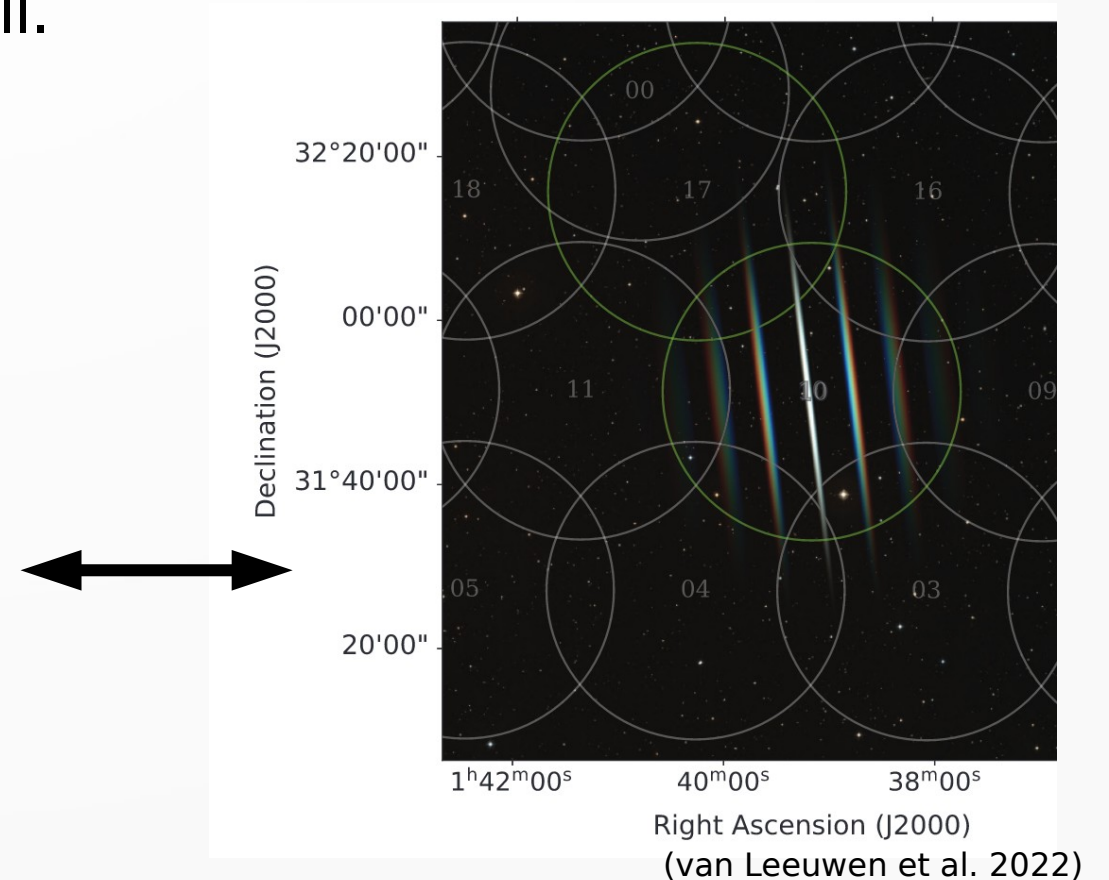 ll.
00
32°20'00"
18
17
16
00'00"
11
10
09
31°40'00"
05
04
03
20'00"
1ʰ42ᵐ00ˢ
40ᵐ00ˢ
38ᵐ00ˢ
Declination (J2000)
Right Ascension (J2000)
(van Leeuwen et al. 2022)